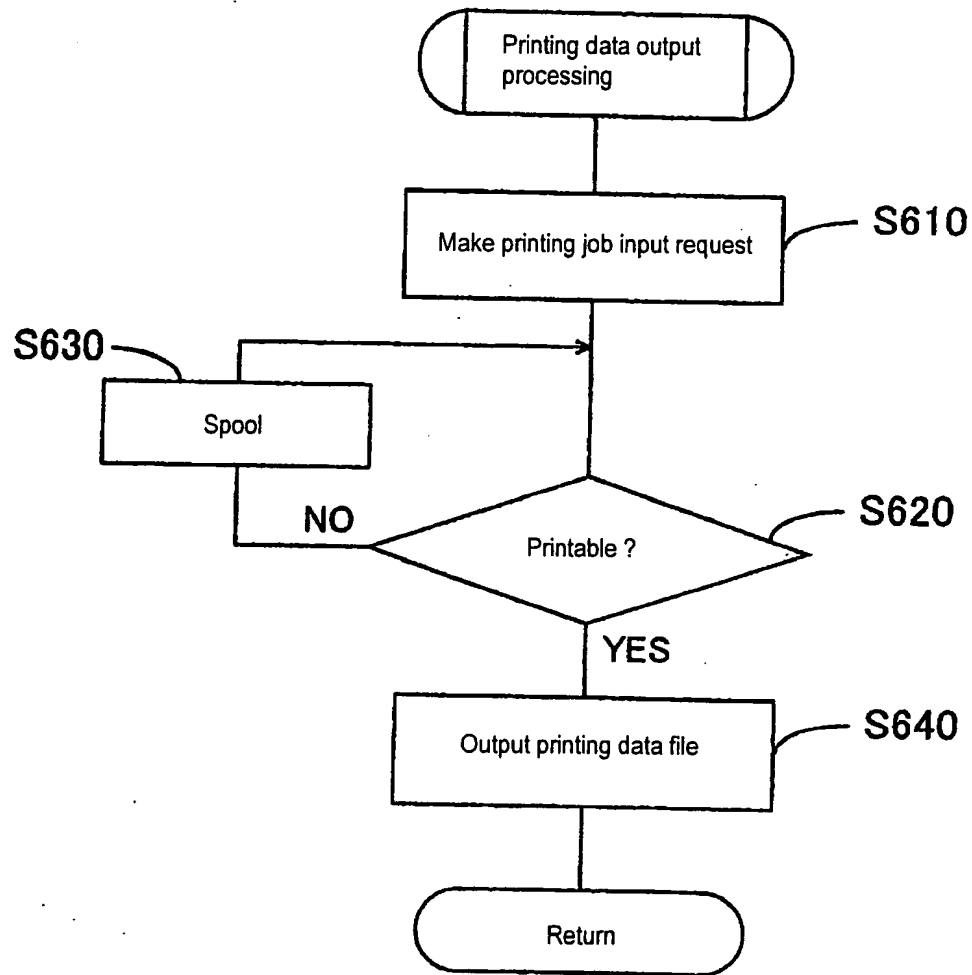 Printing data output
processing
Make printing job input request
S610
S630
Spool
NO
Printable ?
S620
YES
Output printing data file
S640
Return